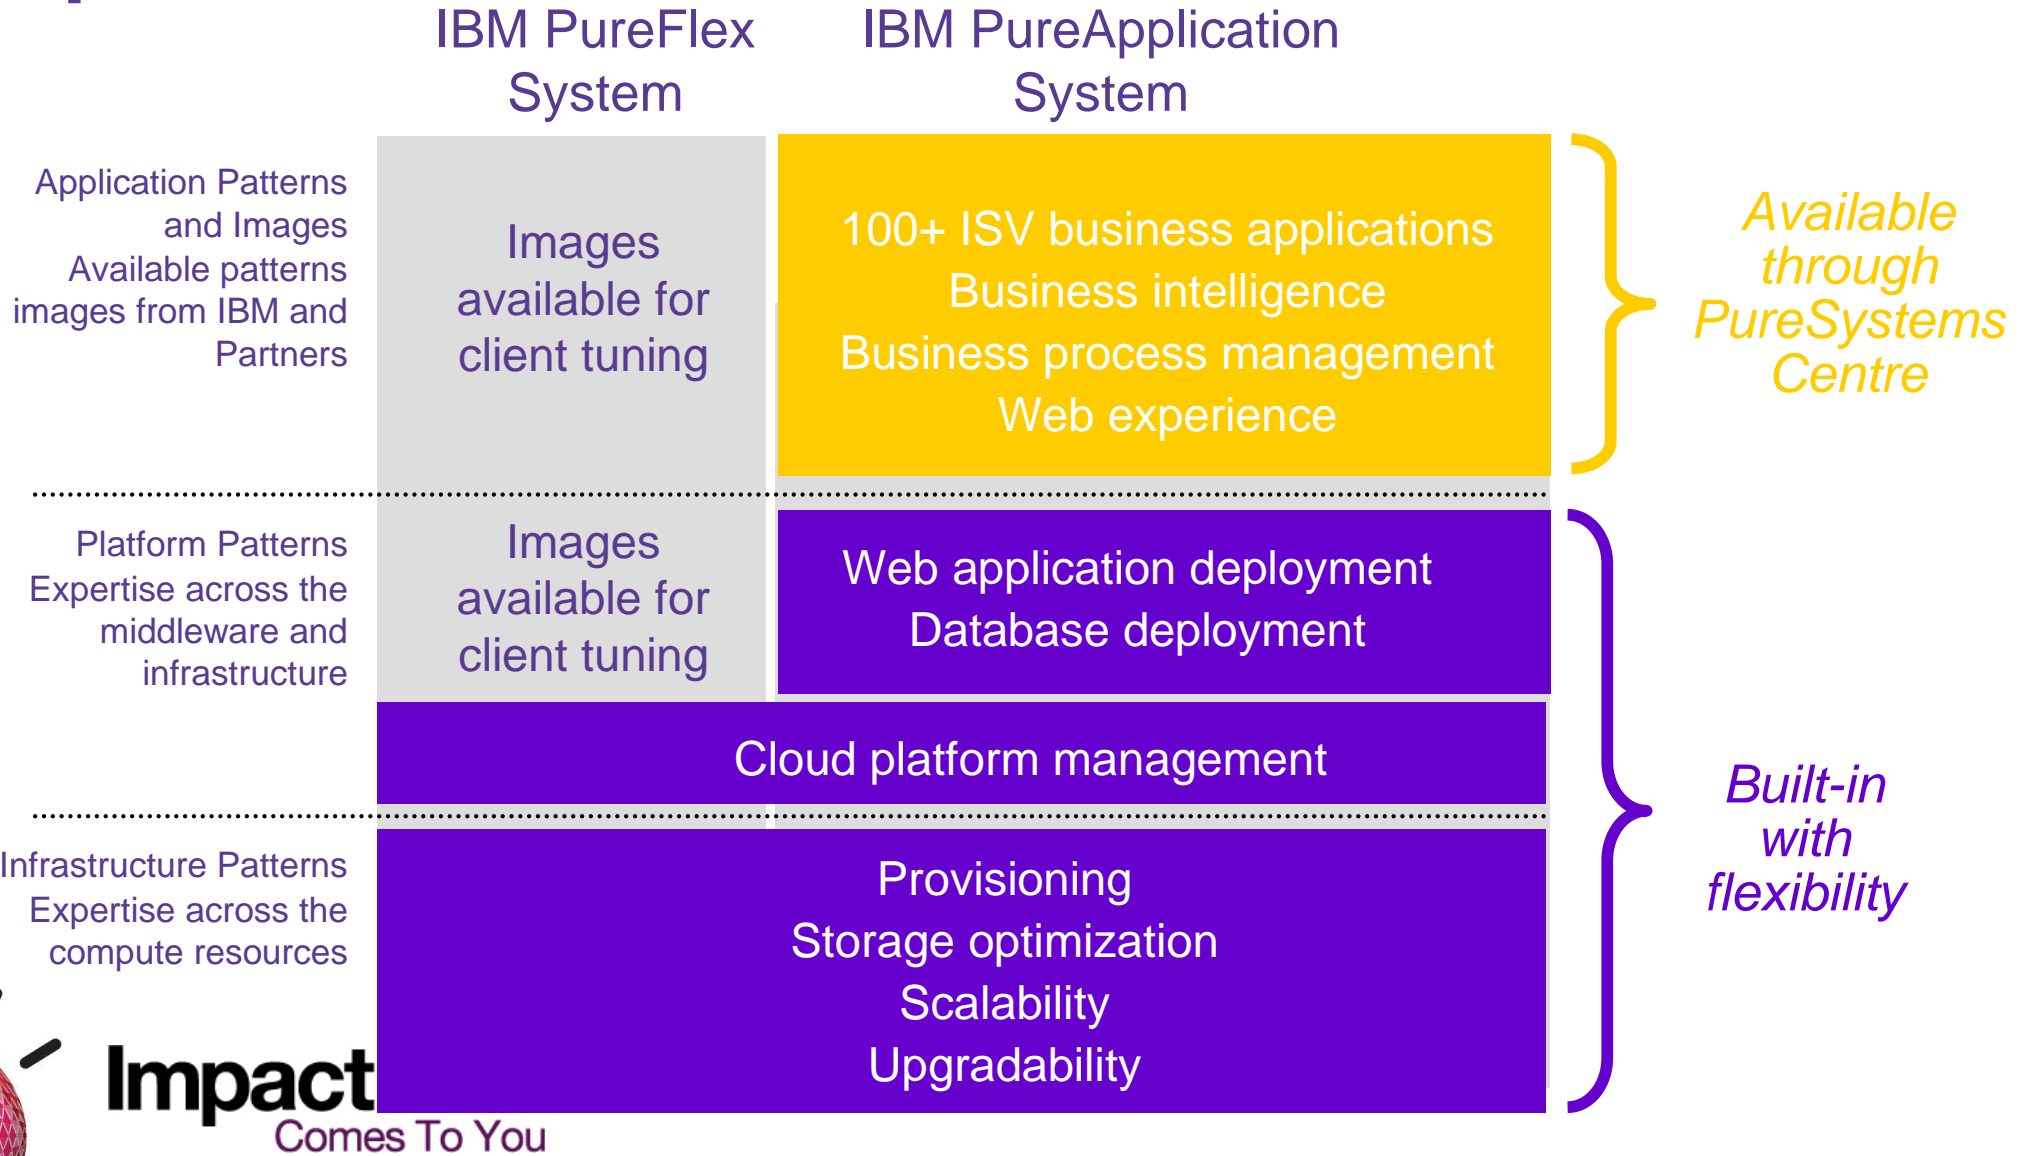 IBM PureFlex
System
IBM PureApplication
System
Application Patterns
and Images
Available patterns
images from IBM and
Partners
Images
available for
client tuning
100+ ISV business applications
Business intelligence
Business process management
Web experience
Available
through
PureSystems
Centre
Platform Patterns
Expertise across the
middleware and
infrastructure
Images
available for
client tuning
Web application deployment
Database deployment
Cloud platform management
Built-in
with
flexibility
Infrastructure Patterns
Expertise across the
compute resources
Provisioning
Storage optimization
Scalability
Upgradability
Impact
Comes To You